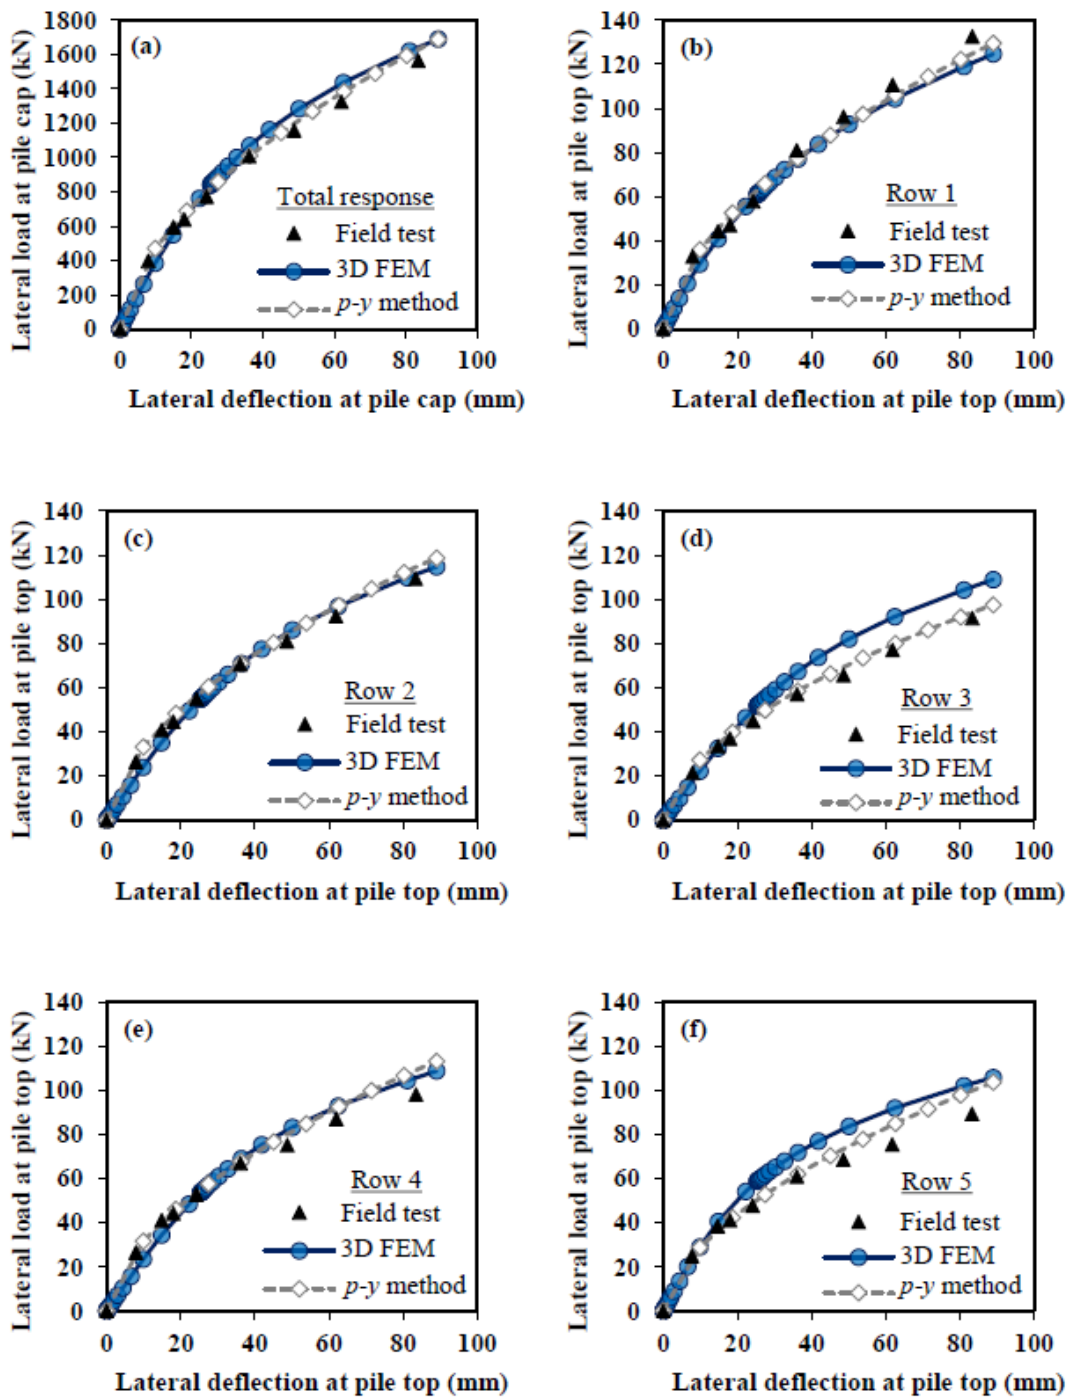 (a)
Lateral load at pile cap (kN)
1800
1600
1400
1200
1000
800
600
400
200
0
Total response
Field test
3D FEM
p-y method
0 20 40 60 80 100
Lateral deflection at pile cap (mm)
(b)
Lateral load at pile top (kN)
140
120
100
80
60
40
20
0
Row 1
Field test
3D FEM
p-y method
0 20 40 60 80 100
Lateral deflection at pile top (mm)
(c)
Lateral load at pile top (kN)
140
120
100
80
60
40
20
0
Row 2
Field test
3D FEM
p-y method
0 20 40 60 80 100
Lateral deflection at pile top (mm)
(d)
Lateral load at pile top (kN)
140
120
100
80
60
40
20
0
Row 3
Field test
3D FEM
p-y method
0 20 40 60 80 100
Lateral deflection at pile top (mm)
(e)
Lateral load at pile top (kN)
140
120
100
80
60
40
20
0
Row 4
Field test
3D FEM
p-y method
0 20 40 60 80 100
Lateral deflection at pile top (mm)
(f)
Lateral load at pile top (kN)
140
120
100
80
60
40
20
0
Row 5
Field test
3D FEM
p-y method
0 20 40 60 80 100
Lateral deflection at pile top (mm)